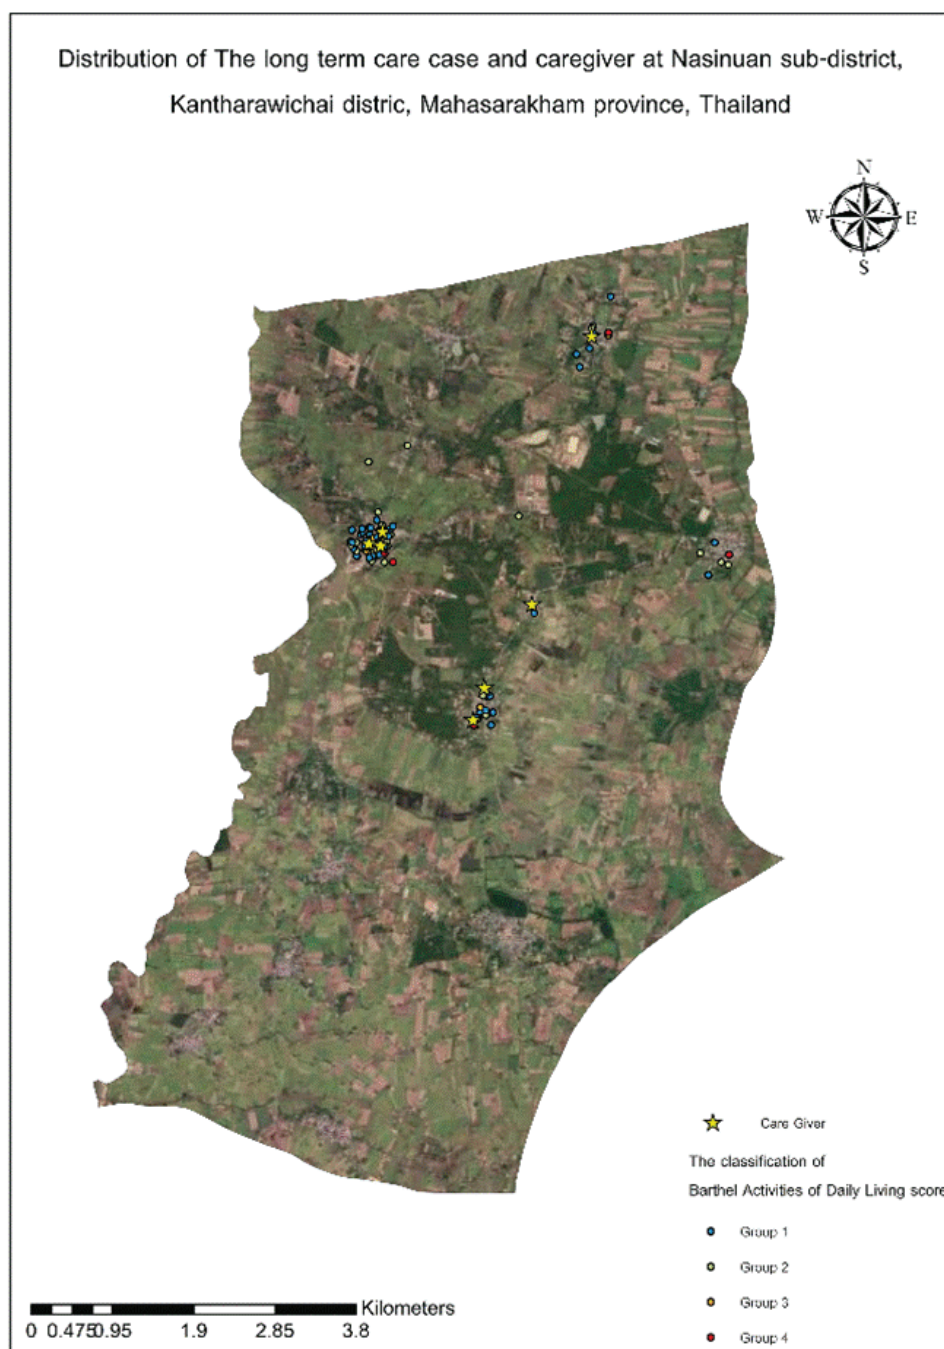 Distribution of The long term care case and caregiver at Nasinuan sub-district,
Kantharawichai distric, Mahasarakham province, Thailand
N
W E
S
Care Giver
The classification of
Barthel Activities of Daily Living score
Group 1
Group 2
Group 3
Group 4
Kilometers
0 0.475 0.95 1.9 2.85 3.8